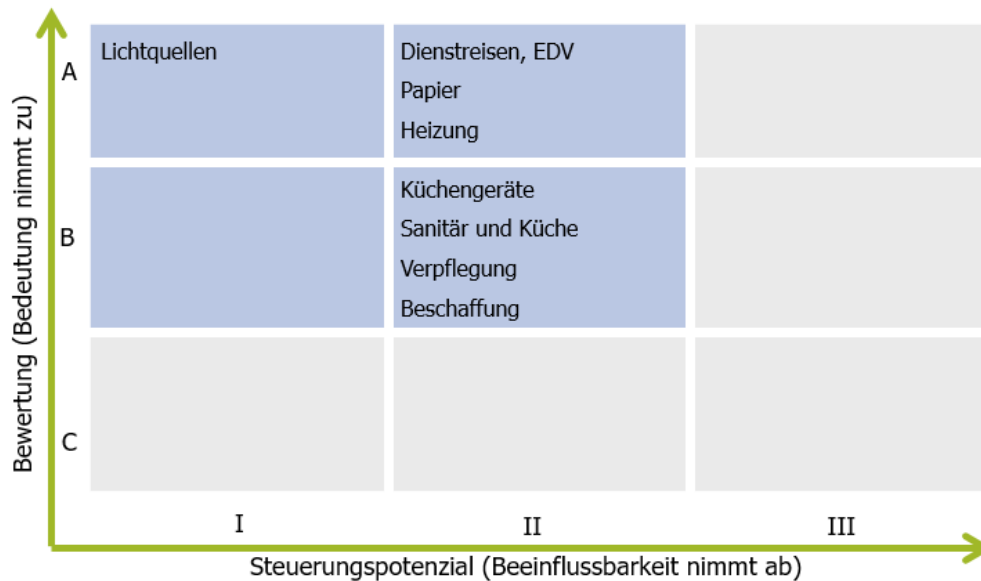 Bewertung (Bedeutung nimmt zu)
A
Lichtquellen
Dienstreisen, EDV
Papier
Heizung
B
Küchengeräte
Sanitär und Küche
Verpflegung
Beschaffung
C
I
II
III
Steuerungspotenzial (Beeinflussbarkeit nimmt ab)